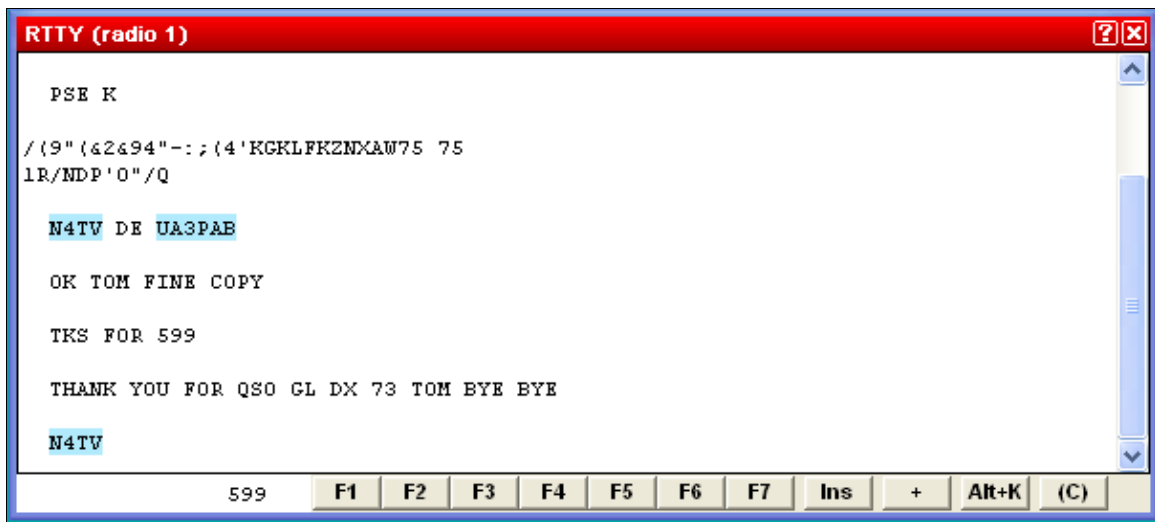 RTTY (radio 1)
PSE K
/(9"(&2&94"-:;(4'KGKLFKZNXAW75 75
lR/NDP'O"/Q
N4TV DE UA3PAB
OK TOM FINE COPY
TKS FOR 599
THANK YOU FOR QSO GL DX 73 TOM BYE BYE
N4TV
599 F1 F2 F3 F4 F5 F6 F7 Ins + Alt+K (C)